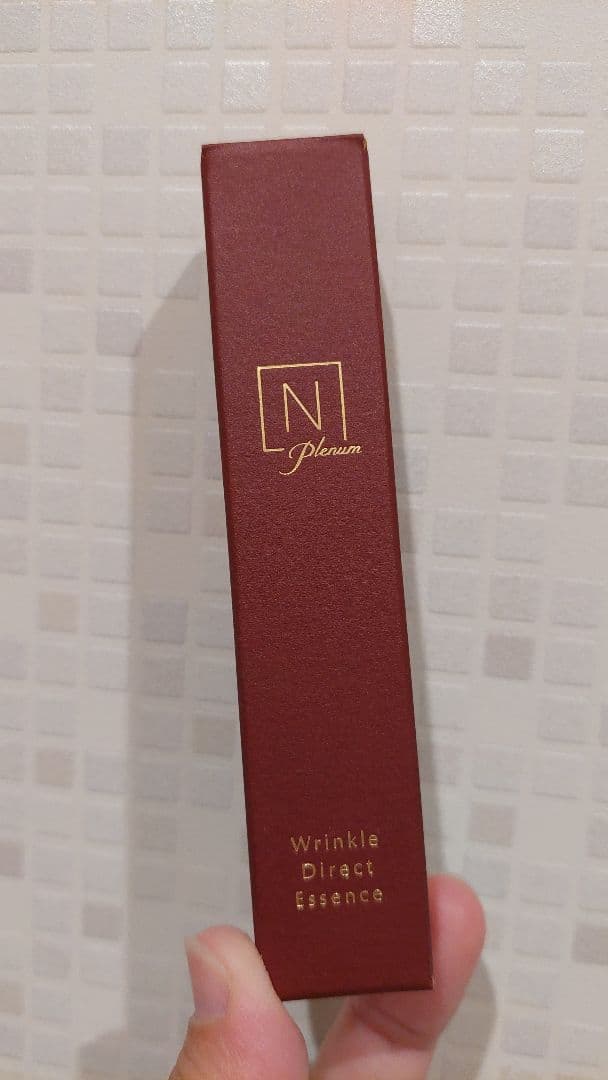 N
Plenum
Wrinkle
Direct
Essence